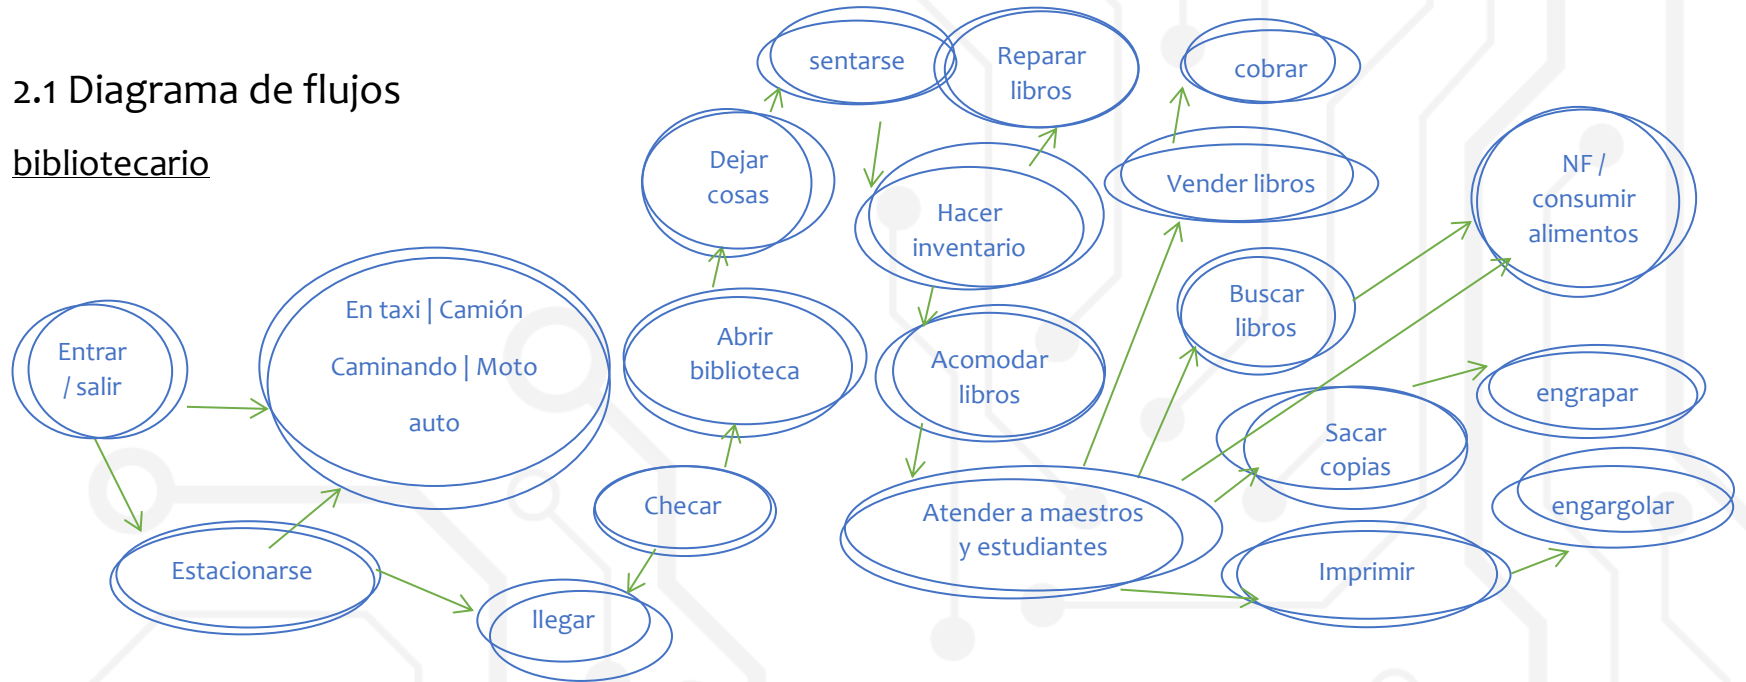 2.1 Diagrama de flujos
bibliotecario
Entrar
/ salir
En taxi | Camión
Caminando | Moto
auto
Estacionarse
llegar
Checar
Abrir
biblioteca
Dejar
cosas
sentarse
Hacer
inventario
Reparar
libros
Acomodar
libros
Atender a maestros
y estudiantes
Vender libros
cobrar
Buscar
libros
NF /
consumir
alimentos
Sacar
copias
engrapar
Imprimir
engargolar